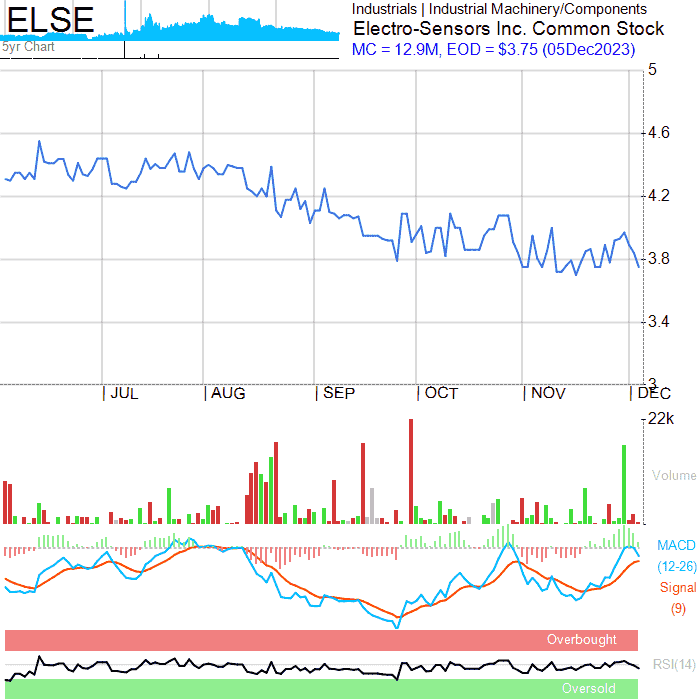 ELSE
5yr Chart
Industrials | Industrial Machinery/Components
Electro-Sensors Inc. Common Stock
MC = 12.9M, EOD = $3.75 (05Dec2023)
5
4.6
4.2
4
3.8
3.4
3
JUL AUG SEP OCT NOV DEC
22k
Volume
MACD
(12-26)
Signal
(9)
Overbought
RSI(14)
Oversold